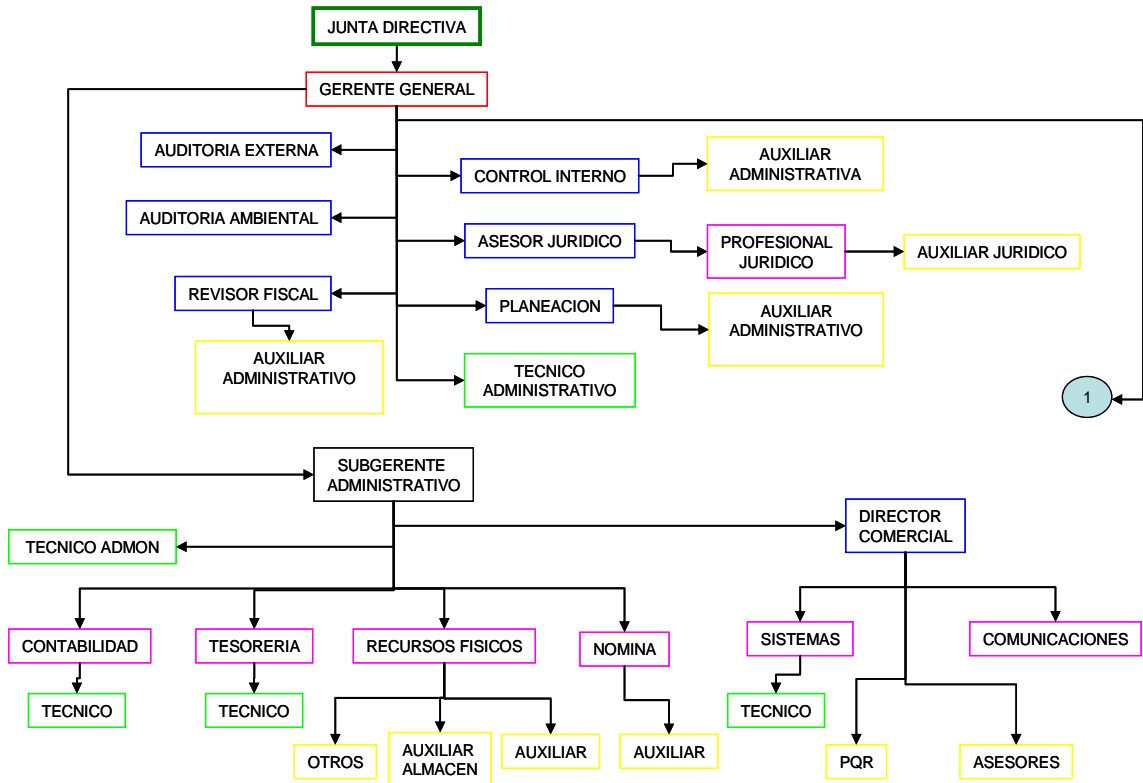 JUNTA DIRECTIVA
GERENTE GENERAL
AUDITORIA EXTERNA
CONTROL INTERNO
AUXILIAR
ADMINISTRATIVA
AUDITORIA AMBIENTAL
ASESOR JURIDICO
PROFESIONAL
JURIDICO
AUXILIAR JURIDICO
REVISOR FISCAL
PLANEACION
AUXILIAR
ADMINISTRATIVO
AUXILIAR
ADMINISTRATIVO
TECNICO
ADMINISTRATIVO
1
SUBGERENTE
ADMINISTRATIVO
DIRECTOR
COMERCIAL
TECNICO ADMON
CONTABILIDAD
TESORERIA
RECURSOS FISICOS
NOMINA
SISTEMAS
COMUNICACIONES
TECNICO
TECNICO
TECNICO
OTROS
AUXILIAR
ALMACEN
AUXILIAR
AUXILIAR
PQR
ASESORES